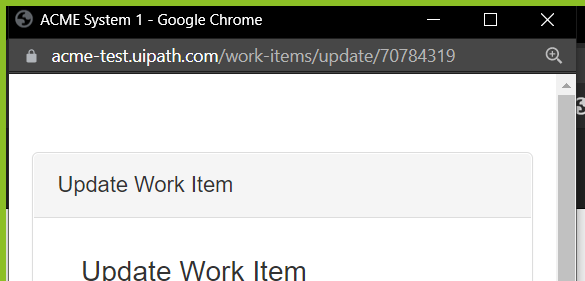 ACME System 1 - Google Chrome
acme-test.uipath.com/work-items/update/70784319
Update Work Item
Update Work Item